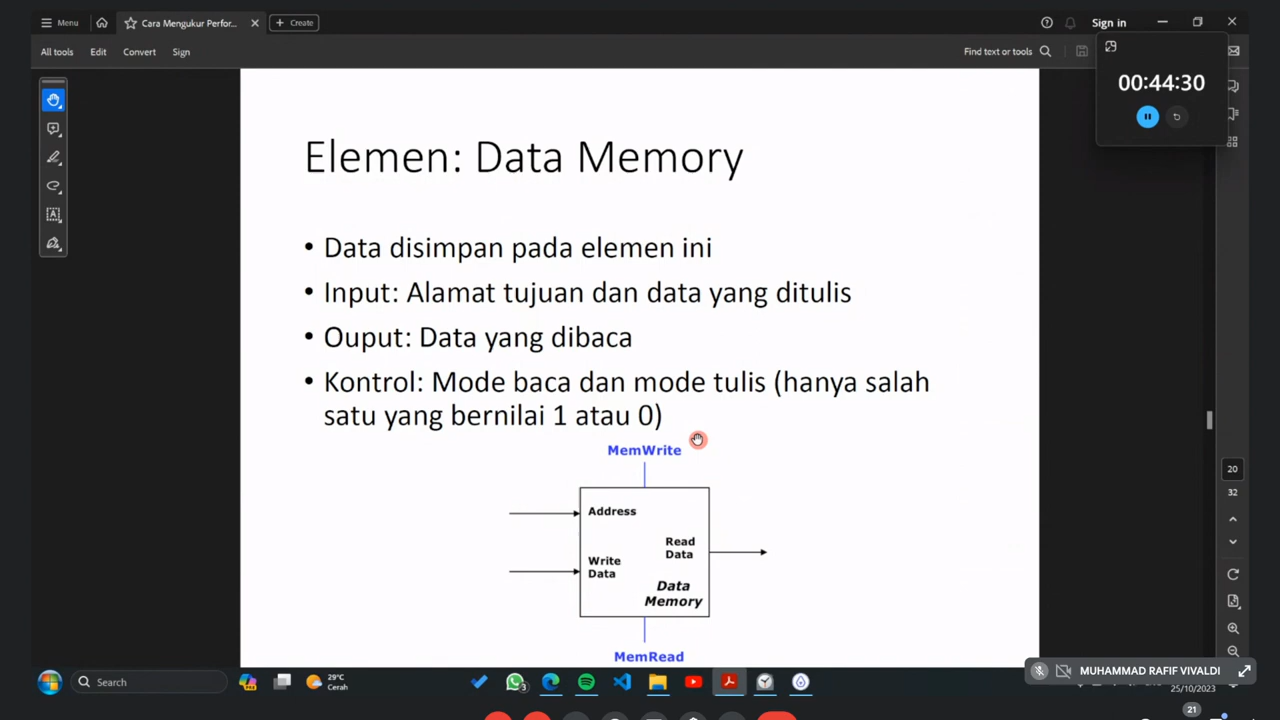 Menu
Cara Mengukur Perfor...
Create
Sign in
All tools
Edit
Convert
Sign
Find text or tools
00:44:30
Elemen: Data Memory
• Data disimpan pada elemen ini
• Input: Alamat tujuan dan data yang ditulis
• Ouput: Data yang dibaca
• Kontrol: Mode baca dan mode tulis (hanya salah
satu yang bernilai 1 atau 0)
MemWrite
Address
Read
Data
Write
Data
Data
Memory
MemRead
20
32
Search
29°C
Cerah
3
MUHAMMAD RAFIF VIVALDI
25/10/2023
21